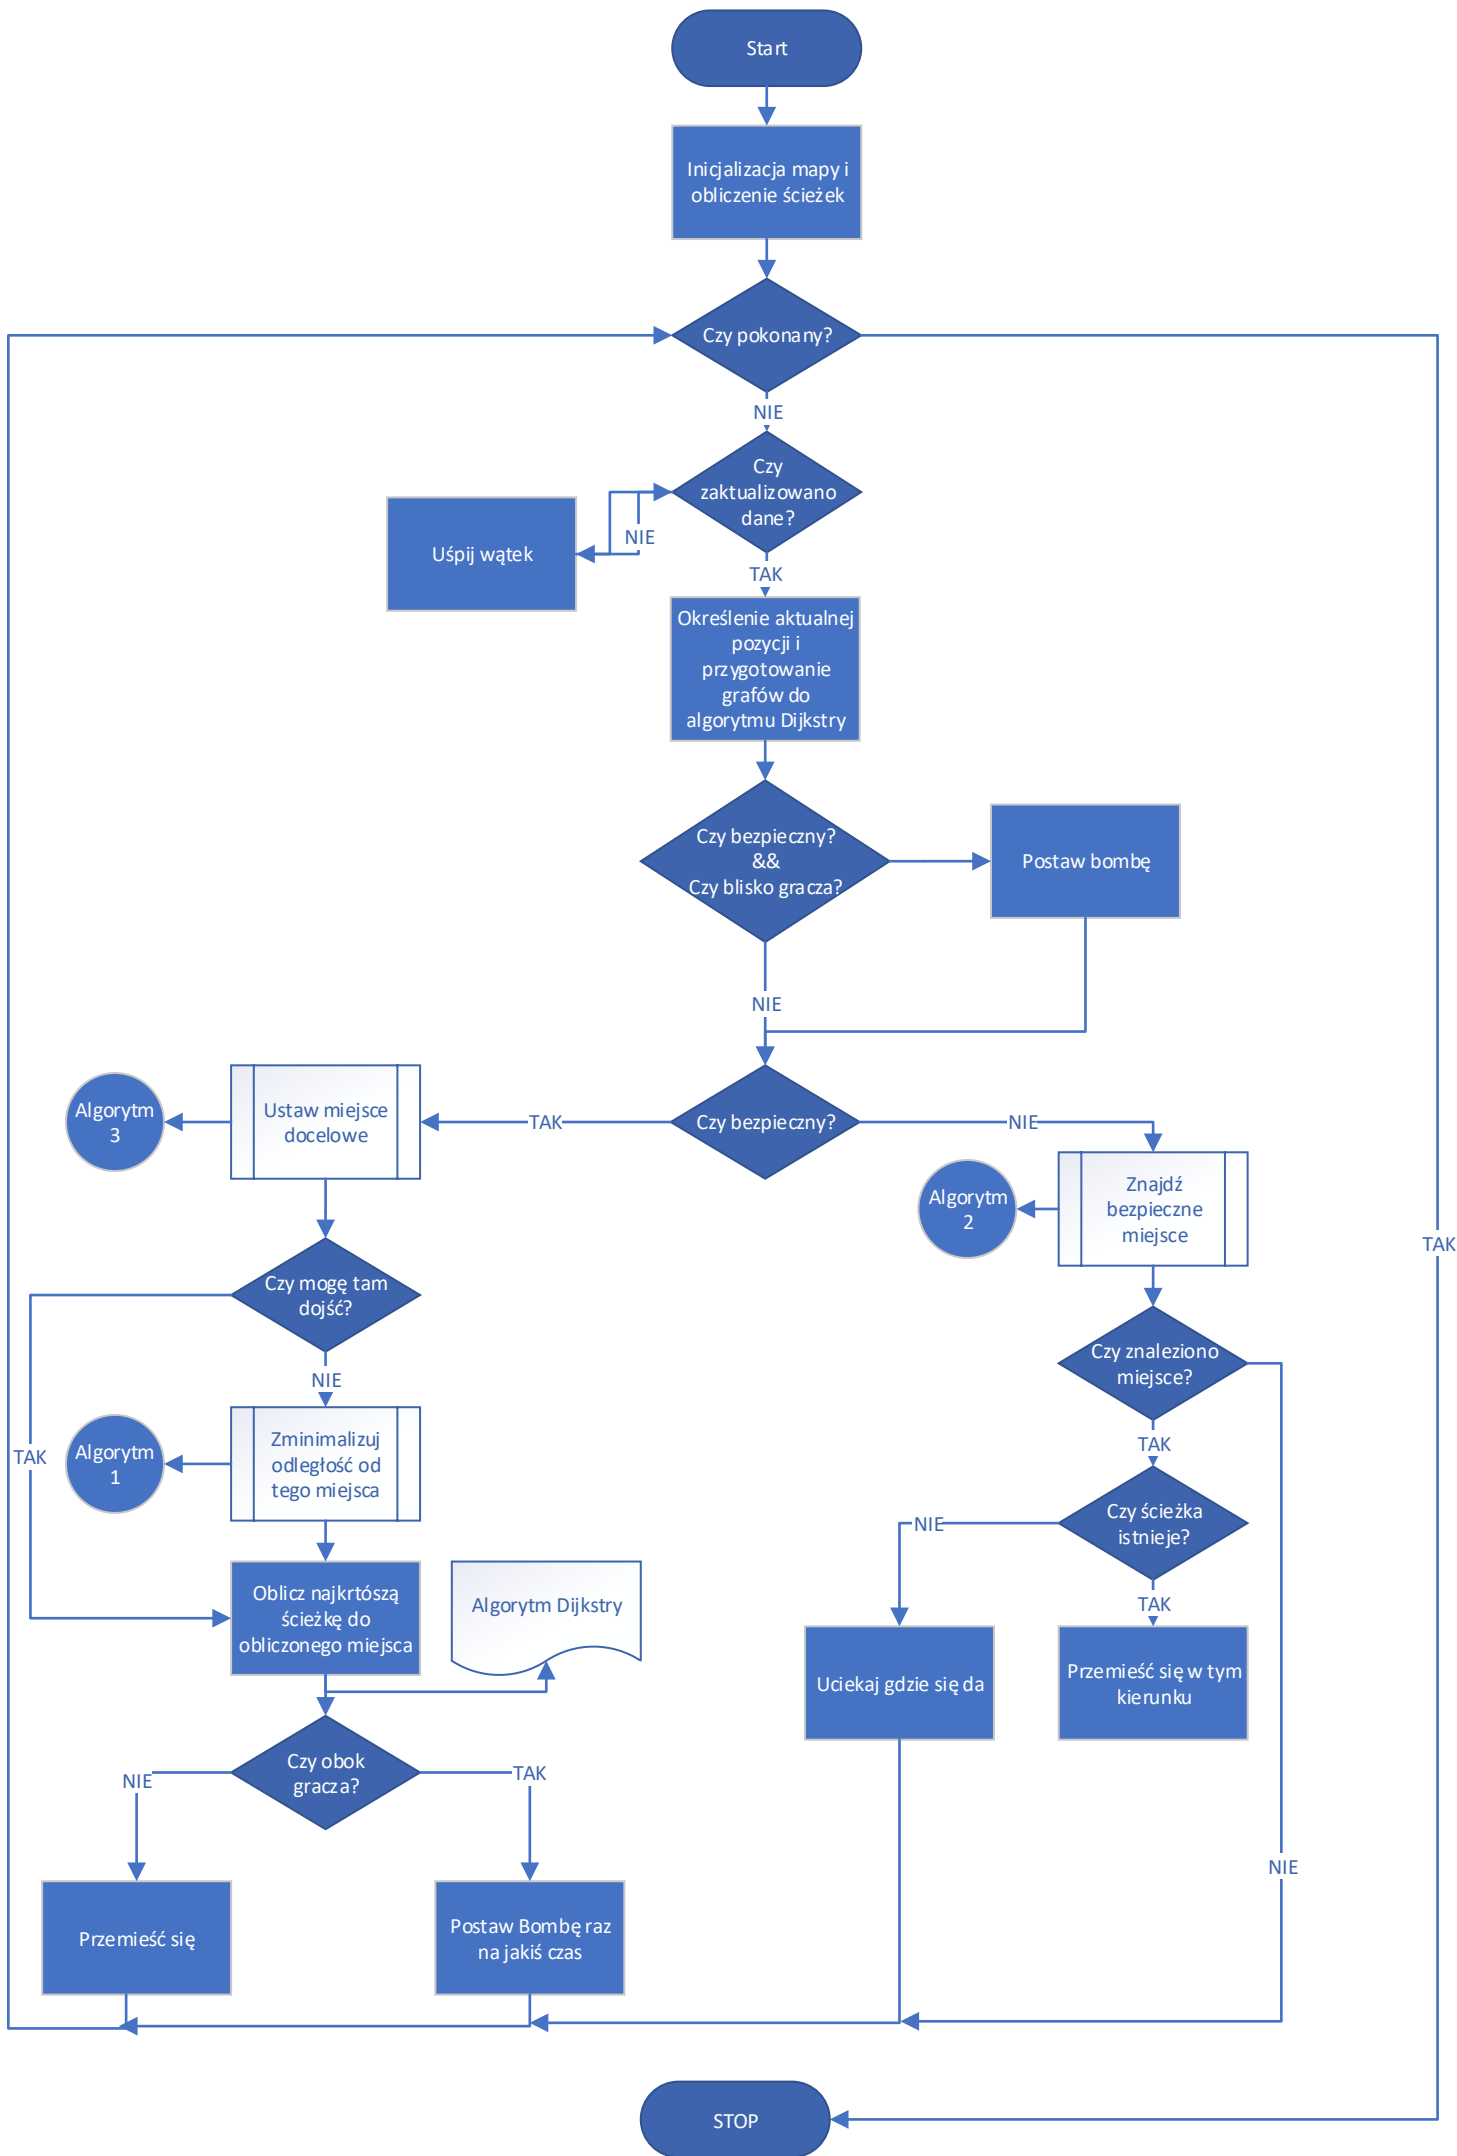 Start
Inicjalizacja mapy i
obliczenie ścieżek
Czy pokonany?
NIE
Czy
zaktualizowano
dane?
NIE
Uśpij wątek
TAK
Określenie aktualnej
pozycji i
przygotowanie
grafów do
algorytmu Dijkstry
Czy bezpieczny?
&&
Czy blisko gracza?
Postaw bombę
NIE
Algorytm
3
Ustaw miejsce
docelowe
TAK
Czy bezpieczny?
NIE
Algorytm
2
Znajdź
bezpieczne
miejsce
TAK
Czy mogę tam
dojść?
NIE
Czy znaleziono
miejsce?
TAK
Algorytm
1
Zminimalizuj
odległość od
tego miejsca
TAK
Czy ścieżka
istnieje?
NIE
TAK
Oblicz najkrtószą
ścieżkę do
obliczonego miejsca
Algorytm Dijkstry
Uciekaj gdzie się da
Przemieść się w tym
kierunku
Czy obok
gracza?
NIE
TAK
NIE
Przemieść się
Postaw Bombę raz
na jakiś czas
STOP